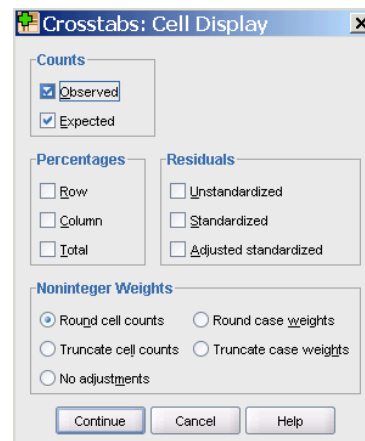 Crosstabs: Cell Display
Counts
Observed
Expected
Percentages
Row
Column
Total
Residuals
Unstandardized
Standardized
Adjusted standardized
Noninteger Weights
Round cell counts
Round case weights
Truncate cell counts
Truncate case weights
No adjustments
Continue
Cancel
Help